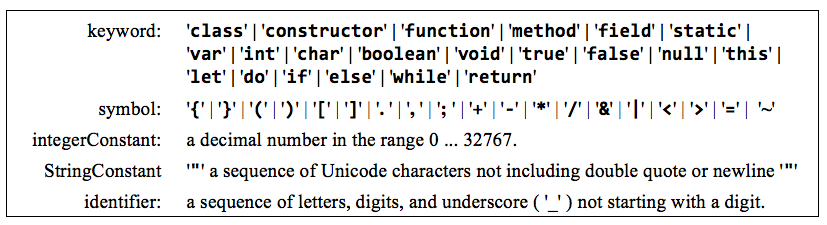 keyword: 'class'|'constructor'|'function'|'method'|'field'|'static'|
'var'|'int'|'char'|'boolean'|'void'|'true'|'false'|'null'|'this'|
'let'|'do'|'if'|'else'|'while'|'return'
symbol: '{'|'}'|'('|')'|'['|']'|'.'|','|';'|'+'|'-'|'*'|'/'|'&'|'|'|'<'|'>'|'='|'~'
integerConstant: a decimal number in the range 0 ... 32767.
StringConstant '"' a sequence of Unicode characters not including double quote or newline '"'
identifier: a sequence of letters, digits, and underscore ( '_' ) not starting with a digit.